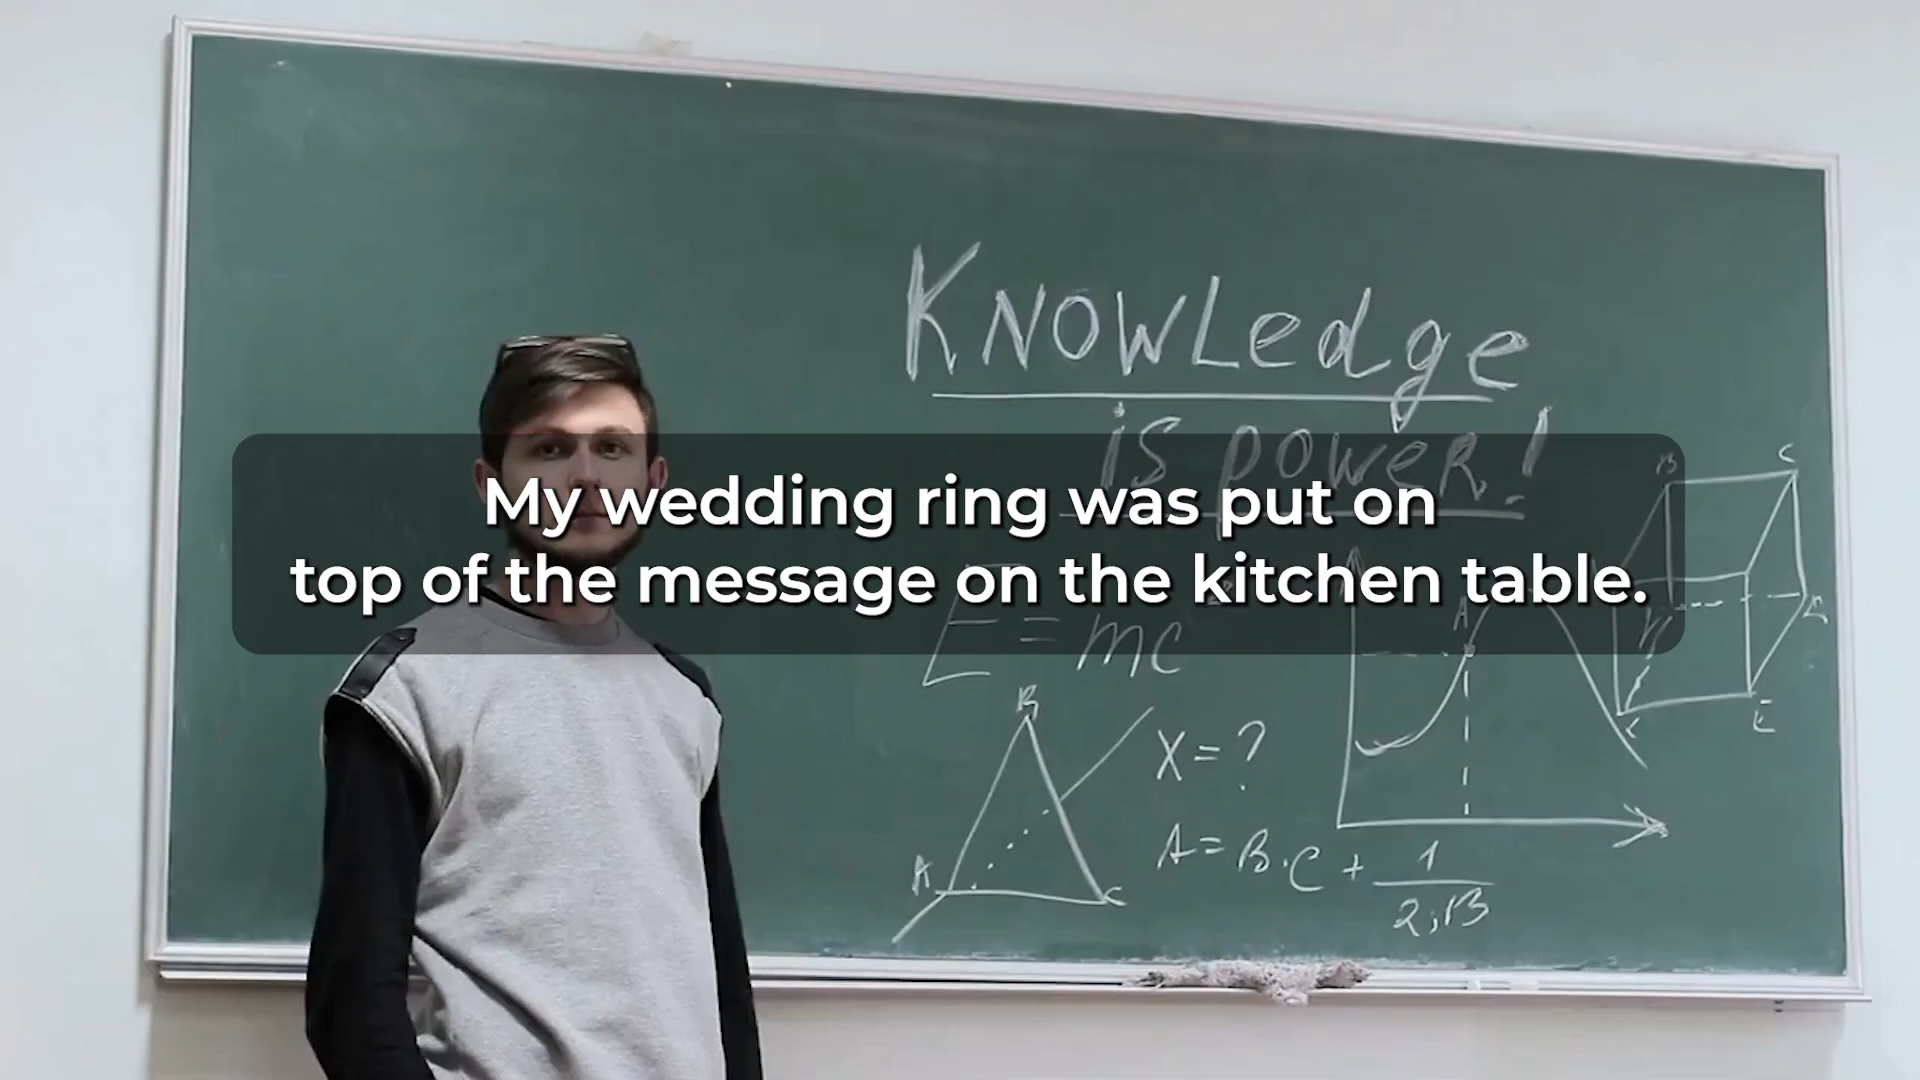 Knowledge
is power!
My wedding ring was put on
top of the message on the kitchen table.
E=mc
B
X=?
A=B.C+1/2,13
A
C
A
B
C
E